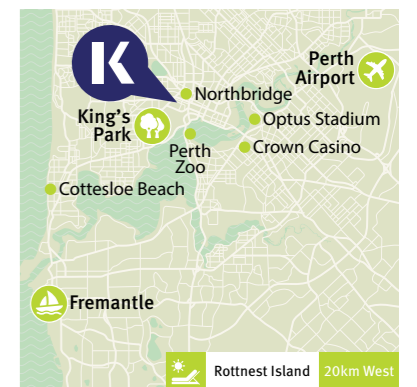 K
Perth
Airport
Northbridge
King's
Park
Optus Stadium
Perth
Zoo
Crown Casino
Cottesloe Beach
Fremantle
Rottnest Island 20km West